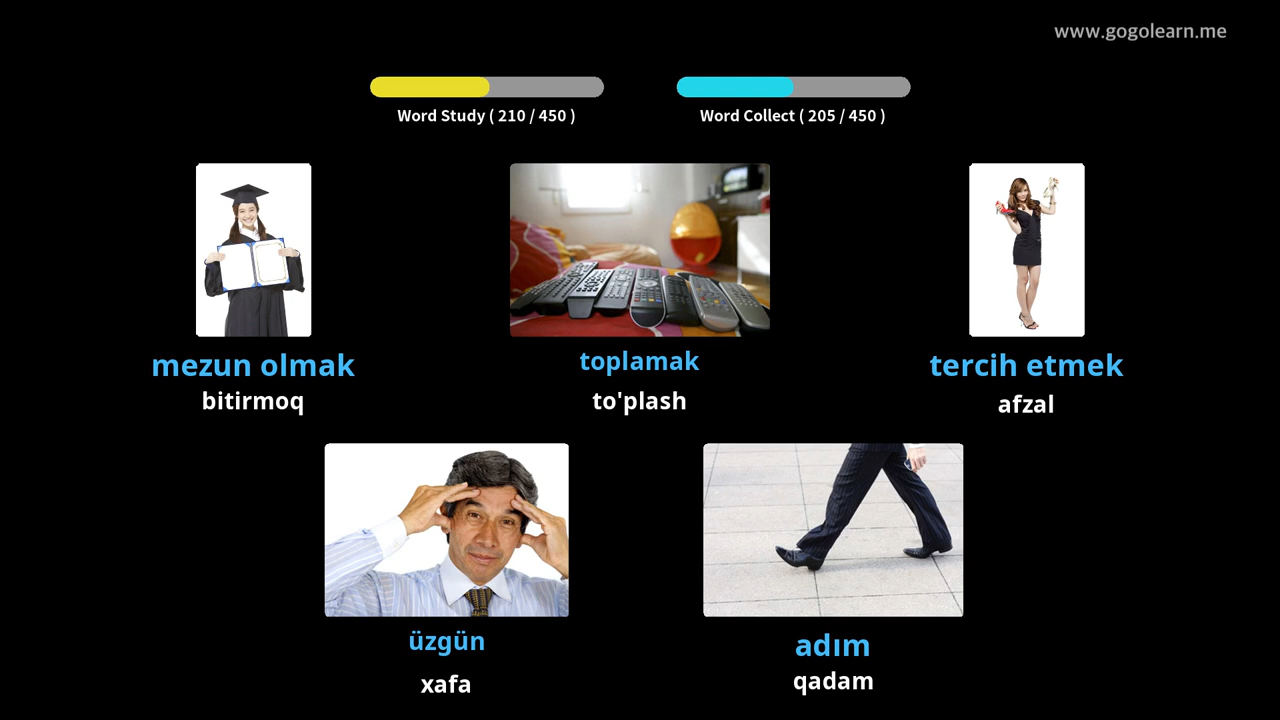 www.gogolearn.me
Word Study ( 210 / 450 )
Word Collect ( 205 / 450 )
mezun olmak
bitirmoq
toplamak
to'plash
tercih etmek
afzal
üzgün
xafa
adım
qadam